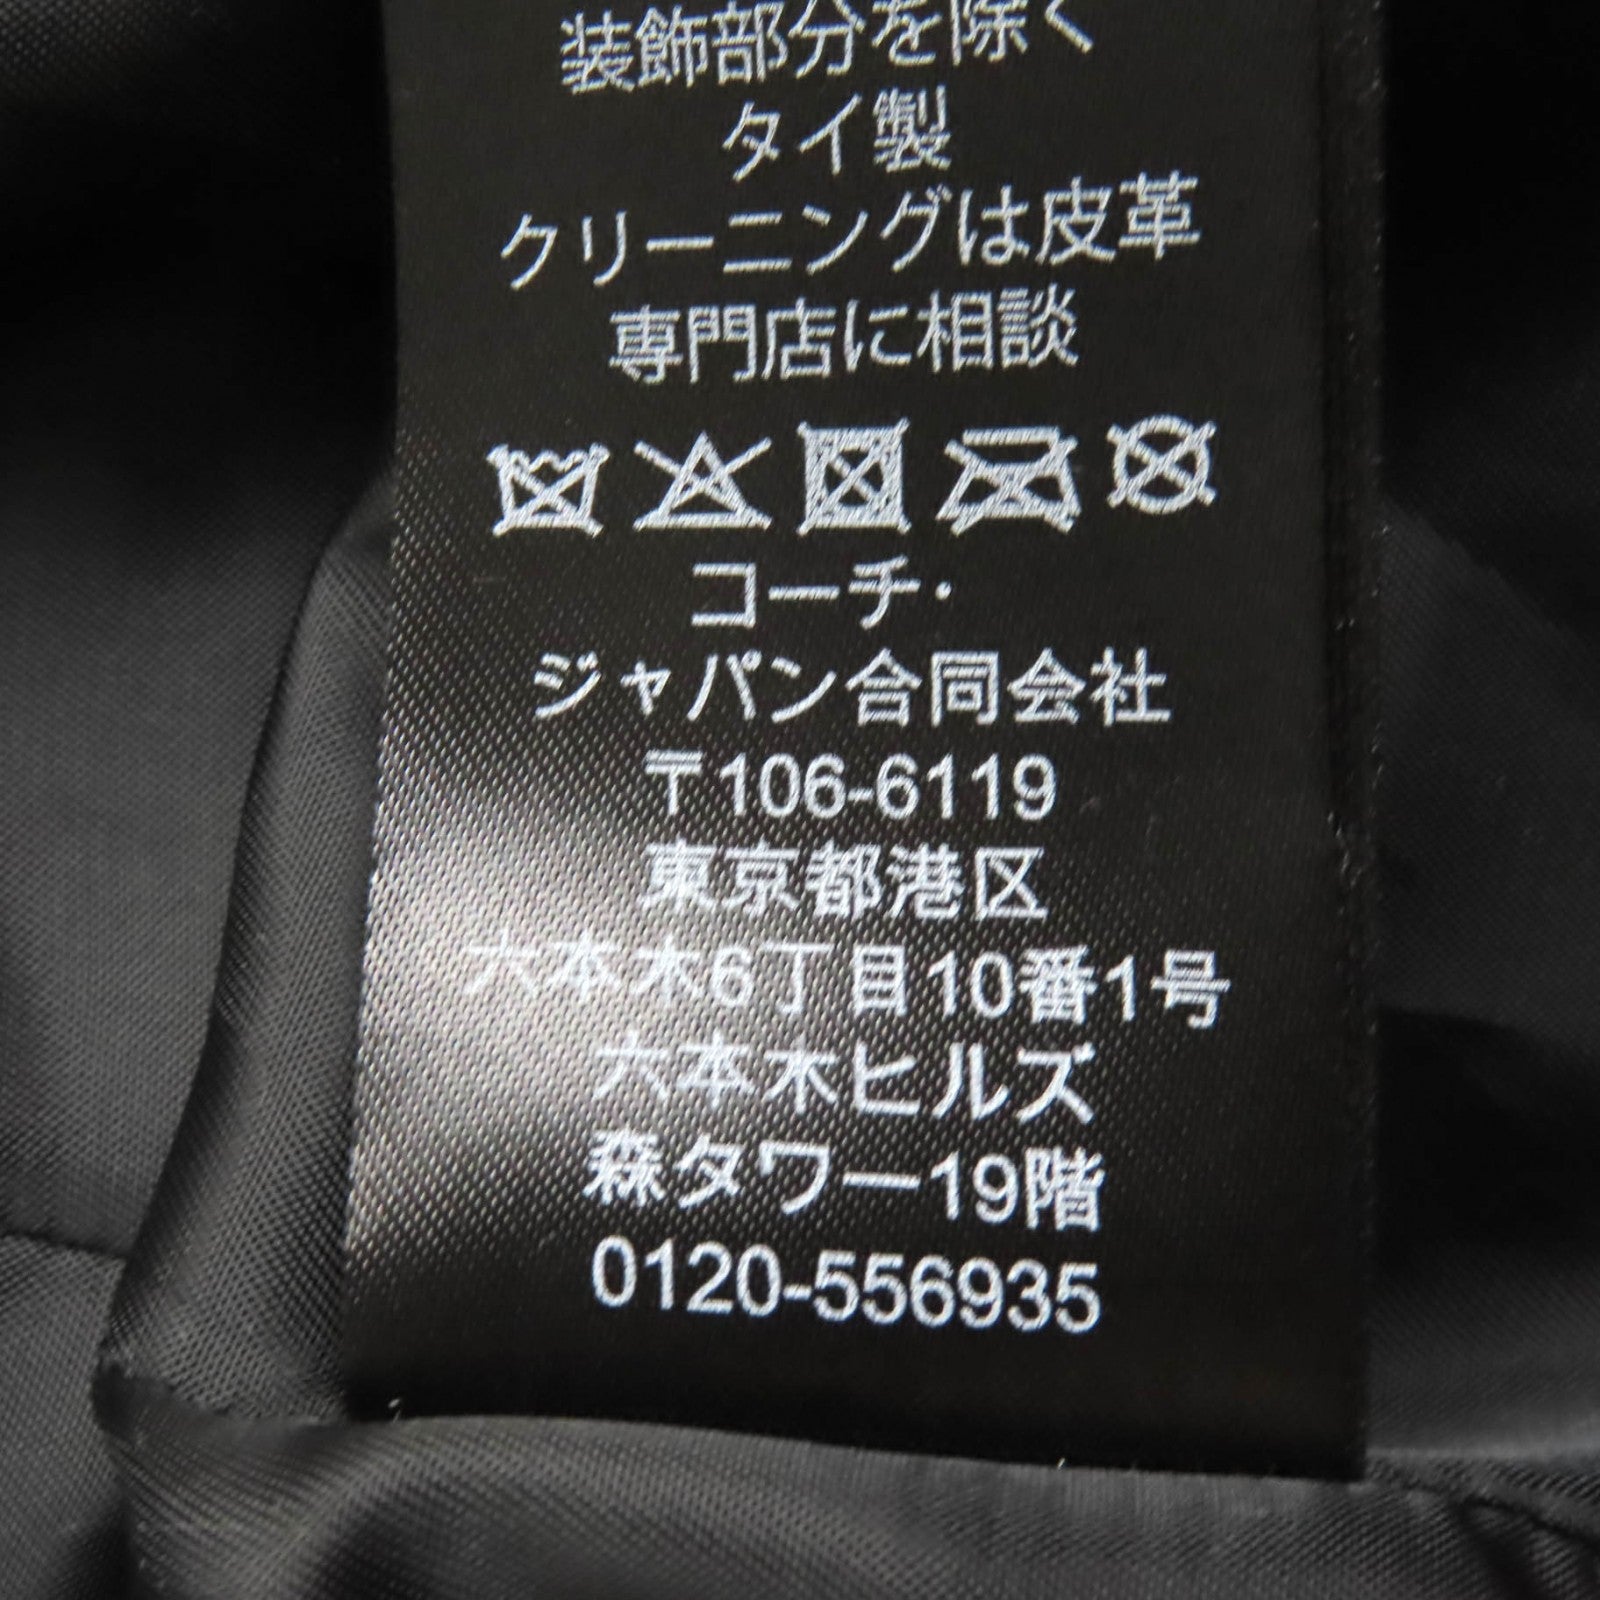 装飾部分を除く
タイ製
クリーニングは皮革
専門店に相談
コーチ・
ジャパン合同会社
〒106-6119
東京都港区
六本木6丁目10番1号
六本木ヒルズ
森タワー19階
0120-556935